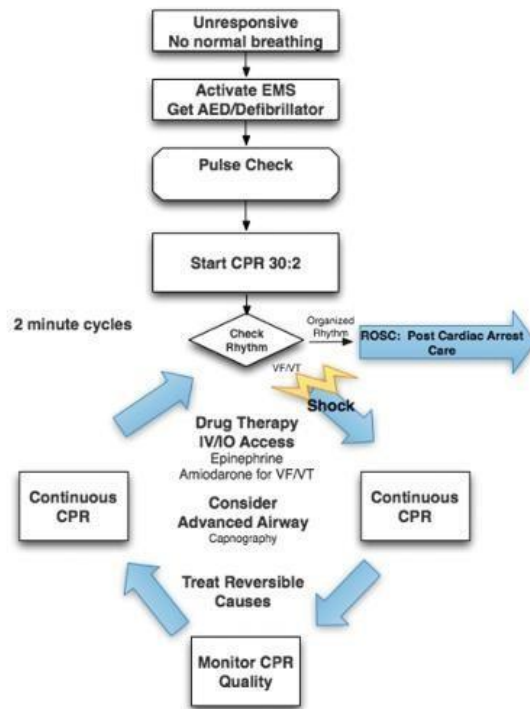 Unresponsive
No normal breathing
Activate EMS
Get AED/Defibrillator
Pulse Check
Start CPR 30:2
2 minute cycles
Check
Rhythm
Organized
Rhythm
ROSC: Post Cardiac Arrest
Care
VF/VT
Shock
Drug Therapy
IV/IO Access
Epinephrine
Amiodarone for VF/VT
Continuous
CPR
Consider
Advanced Airway
Capnography
Continuous
CPR
Treat Reversible
Causes
Monitor CPR
Quality